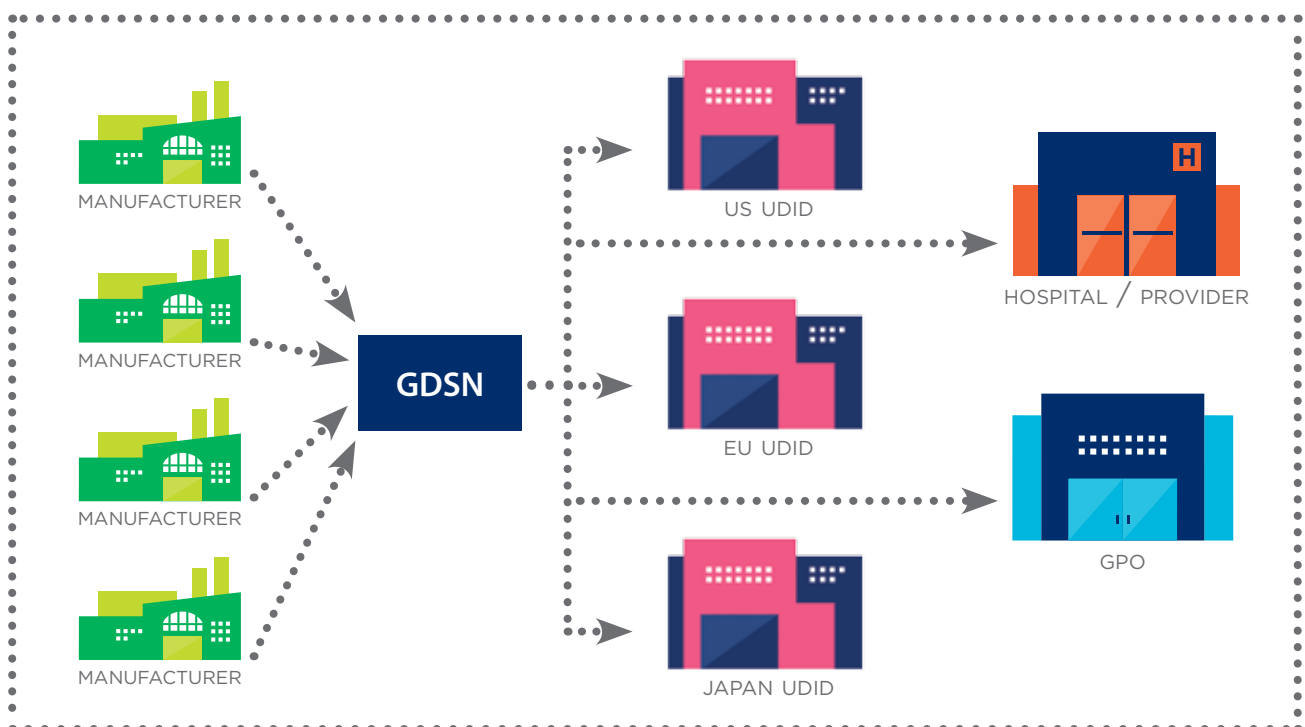 MANUFACTURER
MANUFACTURER
MANUFACTURER
MANUFACTURER
GDSN
US UDID
EU UDID
JAPAN UDID
H
HOSPITAL / PROVIDER
GPO